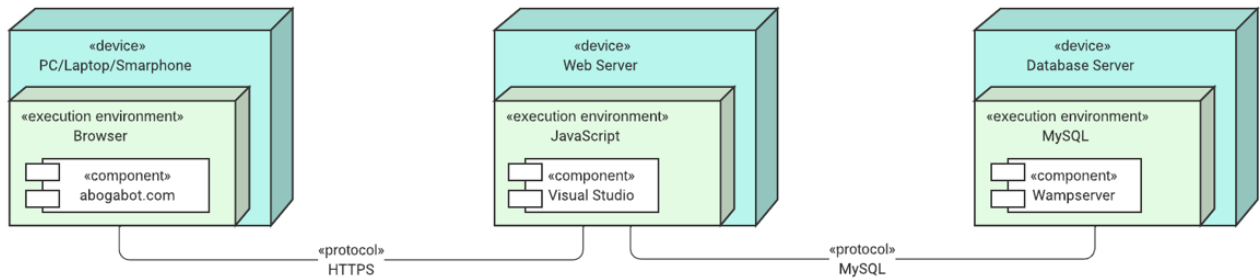 «device»
PC/Laptop/Smarphone
«execution environment»
Browser
«component»
abogabot.com
«device»
Web Server
«execution environment»
JavaScript
«component»
Visual Studio
«device»
Database Server
«execution environment»
MySQL
«component»
Wampserver
«protocol»
HTTPS
«protocol»
MySQL